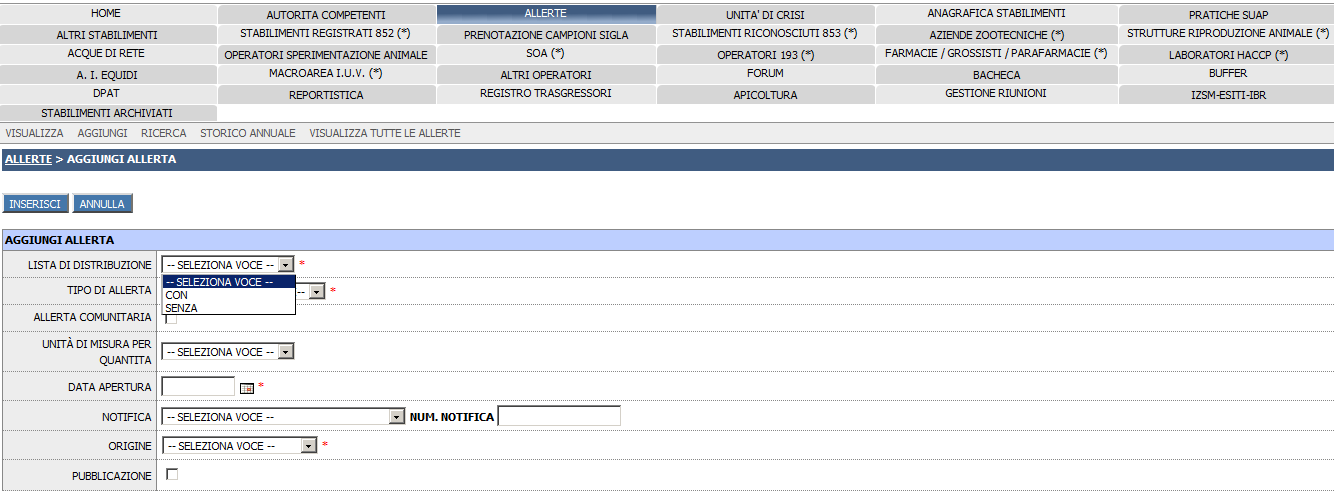 HOME AUTORITA COMPETENTI ALLERTE UNITA' DI CRISI ANAGRAFICA STABILIMENTI PRATICHE SUAP
ALTRI STABILIMENTI STABILIMENTI REGISTRATI 852 (*) PRENOTAZIONE CAMPIONI SIGLA STABILIMENTI RICONOSCIUTI 853 (*) AZIENDE ZOOTECNICHE (*) STRUTTURE RIPRODUZIONE ANIMALE (*)
ACQUE DI RETE OPERATORI SPERIMENTAZIONE ANIMALE SOA (*) OPERATORI 193 (*) FARMACIE / GROSSISTI / PARAFARMACIE (*) LABORATORI HACCP (*)
A. I. EQUIDI MACROAREA I.U.V. (*) ALTRI OPERATORI FORUM BACHECA BUFFER
DPAT REPORTISTICA REGISTRO TRASGRESSORI APICOLTURA GESTIONE RIUNIONI IZSM-ESITI-IBR
STABILIMENTI ARCHIVIATI
VISUALIZZA AGGIUNGI RICERCA STORICO ANNUALE VISUALIZZA TUTTE LE ALLERTE
ALLERTE > AGGIUNGI ALLERTA
INSERISCI ANNULLA
AGGIUNGI ALLERTA
LISTA DI DISTRIBUZIONE -- SELEZIONA VOCE -- *
-- SELEZIONA VOCE --
CON
SENZA
TIPO DI ALLERTA -- *
ALLERTA COMUNITARIA
UNITÀ DI MISURA PER
QUANTITA -- SELEZIONA VOCE --
DATA APERTURA *
NOTIFICA -- SELEZIONA VOCE -- NUM. NOTIFICA
ORIGINE -- SELEZIONA VOCE -- *
PUBBLICAZIONE